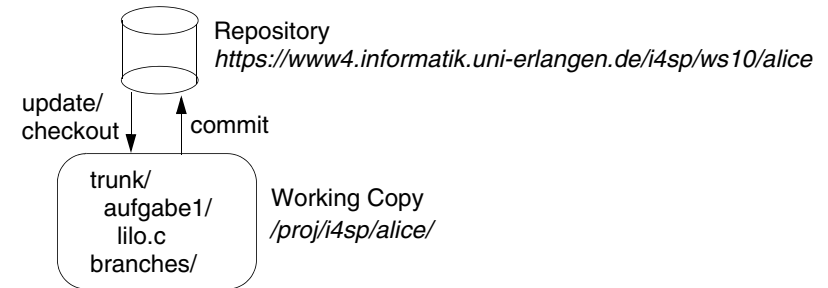 Repository
https://www4.informatik.uni-erlangen.de/i4sp/ws10/alice
update/
checkout
commit
trunk/
aufgabe1/
lilo.c
branches/
Working Copy
/proj/i4sp/alice/